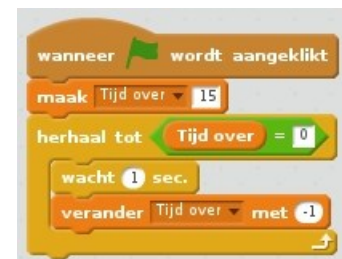 wanneer wordt aangeklikt
maak Tijd over 15
herhaal tot Tijd over = 0
wacht 1 sec.
verander Tijd over met -1